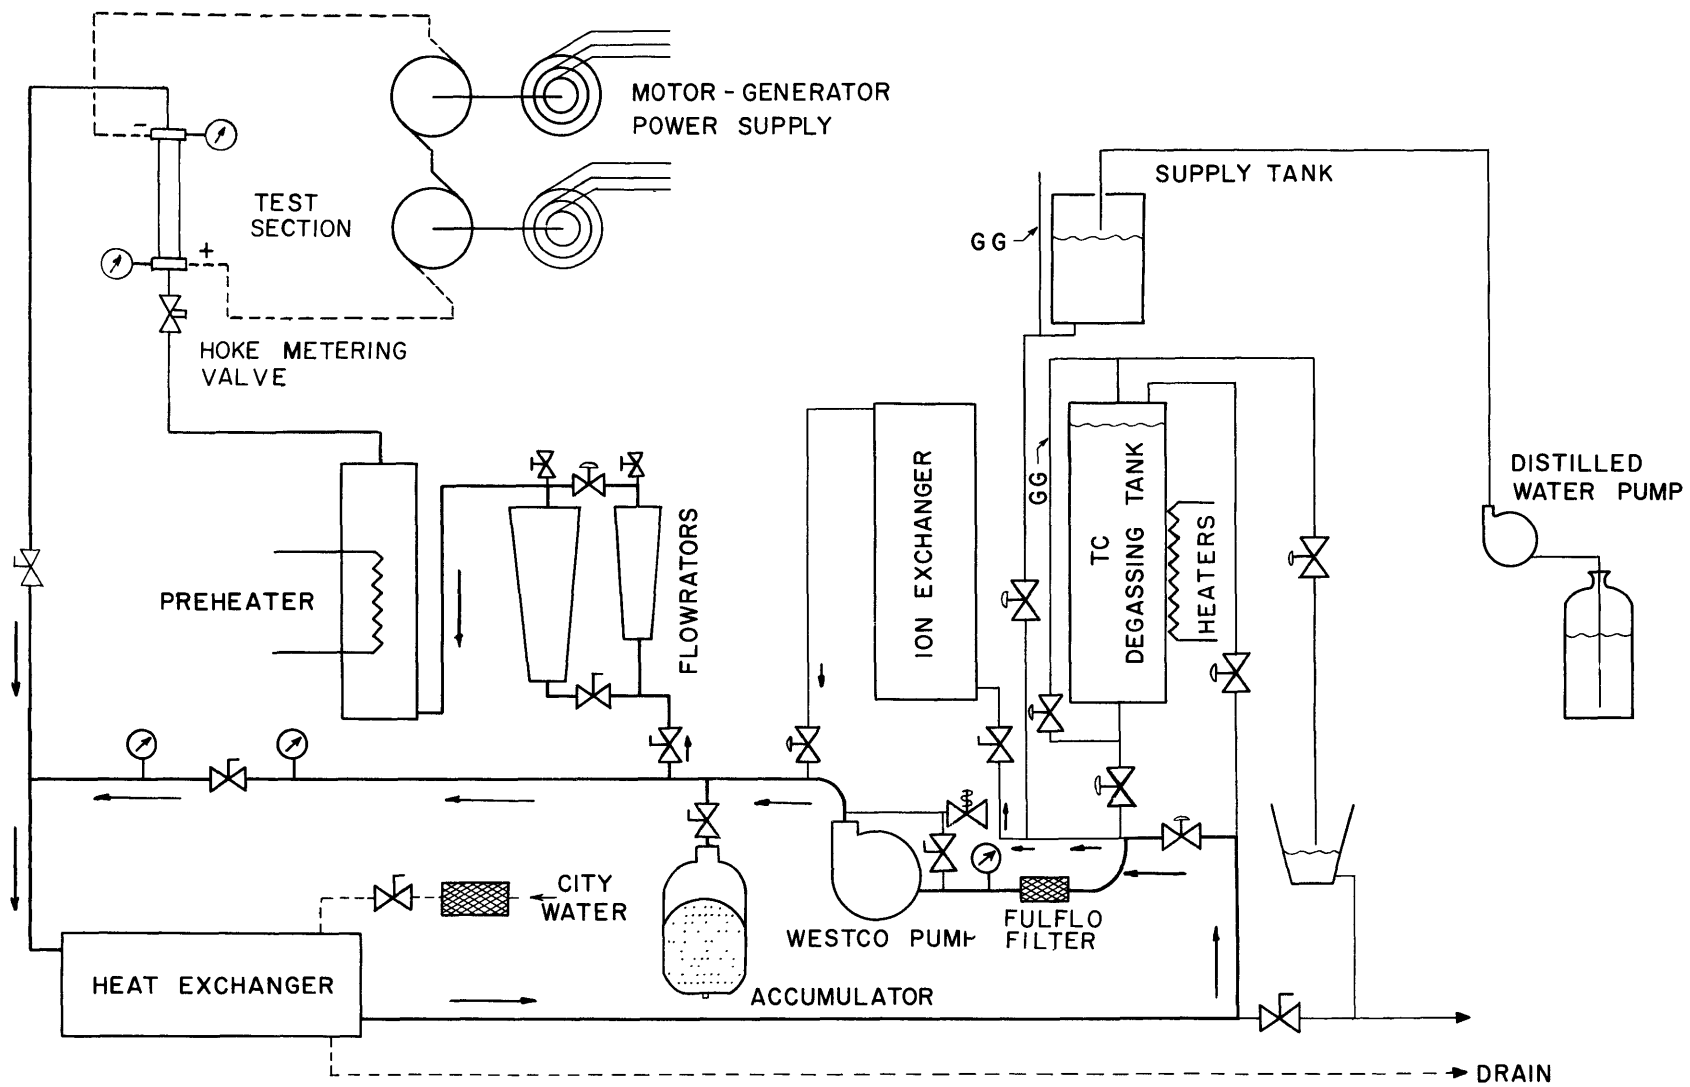 MOTOR-GENERATOR
POWER SUPPLY
SUPPLY TANK
-
TEST
SECTION
+
GG
HOKE METERING
VALVE
DISTILLED
WATER PUMP
GG
ION EXCHANGER
TC
DEGASSING TANK
HEATERS
FLOWRATORS
PREHEATER
CITY
WATER
WESTCO PUMP
FULFLO
FILTER
HEAT EXCHANGER
ACCUMULATOR
DRAIN